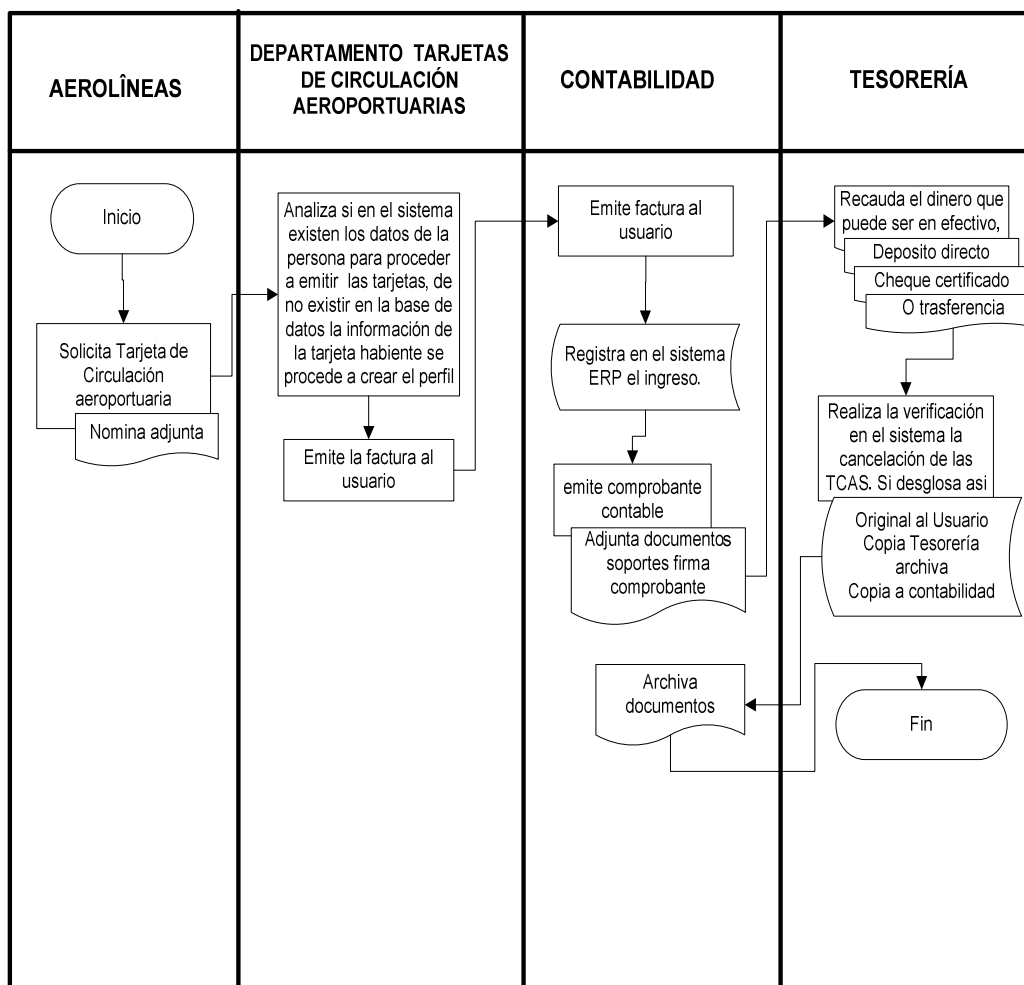 AEROLÎNEAS
DEPARTAMENTO TARJETAS
DE CIRCULACIÓN
AEROPORTUARIAS
CONTABILIDAD
TESORERÍA
Inicio
Solicita Tarjeta de
Circulación
aeroportuaria
Nomina adjunta
Analiza si en el sistema
existen los datos de la
persona para proceder
a emitir las tarjetas, de
no existir en la base de
datos la información de
la tarjeta habiente se
procede a crear el perfil
Emite la factura al
usuario
Emite factura al
usuario
Registra en el sistema
ERP el ingreso.
emite comprobante
contable
Adjunta documentos
soportes firma
comprobante
Archiva
documentos
Recauda el dinero que
puede ser en efectivo,
Deposito directo
Cheque certificado
O trasferencia
Realiza la verificación
en el sistema la
cancelación de las
TCAS. Si desglosa asi
Original al Usuario
Copia Tesorería
archiva
Copia a contabilidad
Fin